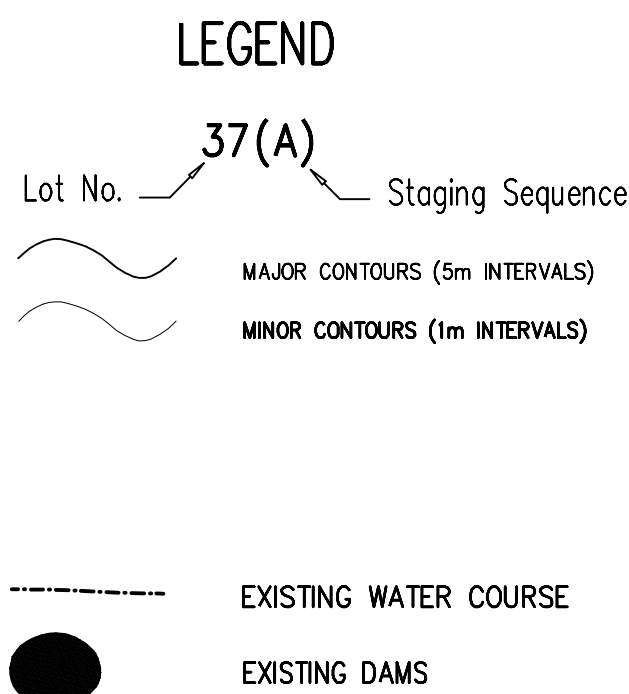 LEGEND
37(A)
Lot No. Staging Sequence
MAJOR CONTOURS (5m INTERVALS)
MINOR CONTOURS (1m INTERVALS)
EXISTING WATER COURSE
EXISTING DAMS